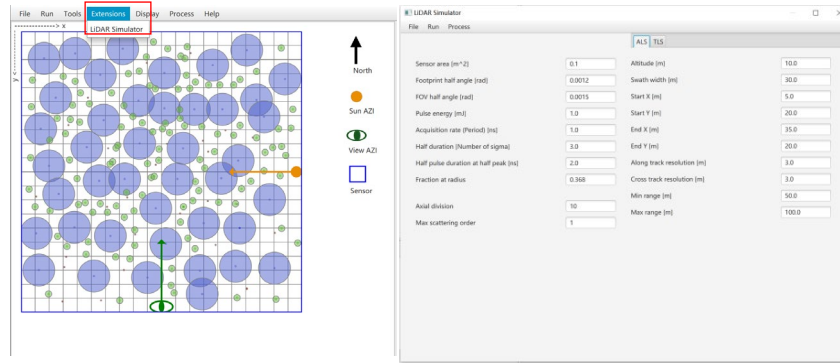 File Run Tools Extensions Display Process Help
LiDAR Simulator
x
y
North
Sun AZI
View AZI
Sensor
LiDAR Simulator
File Run Process
ALS TLS
Sensor area [m^2] 0.1 Altitude [m] 10.0
Footprint half angle [rad] 0.0012 Swath width [m] 30.0
FOV half angle [rad] 0.0015 Start X [m] 5.0
Pulse energy [mJ] 1.0 Start Y [m] 20.0
Acquisition rate (Period) [ns] 1.0 End X [m] 35.0
Half duration (Number of sigma) 3.0 End Y [m] 20.0
Half pulse duration at half peak [ns] 2.0 Along track resolution [m] 3.0
Fraction at radius 0.368 Cross track resolution [m] 3.0
Min range [m] 50.0
Axial division 10 Max range [m] 100.0
Max scattering order 1